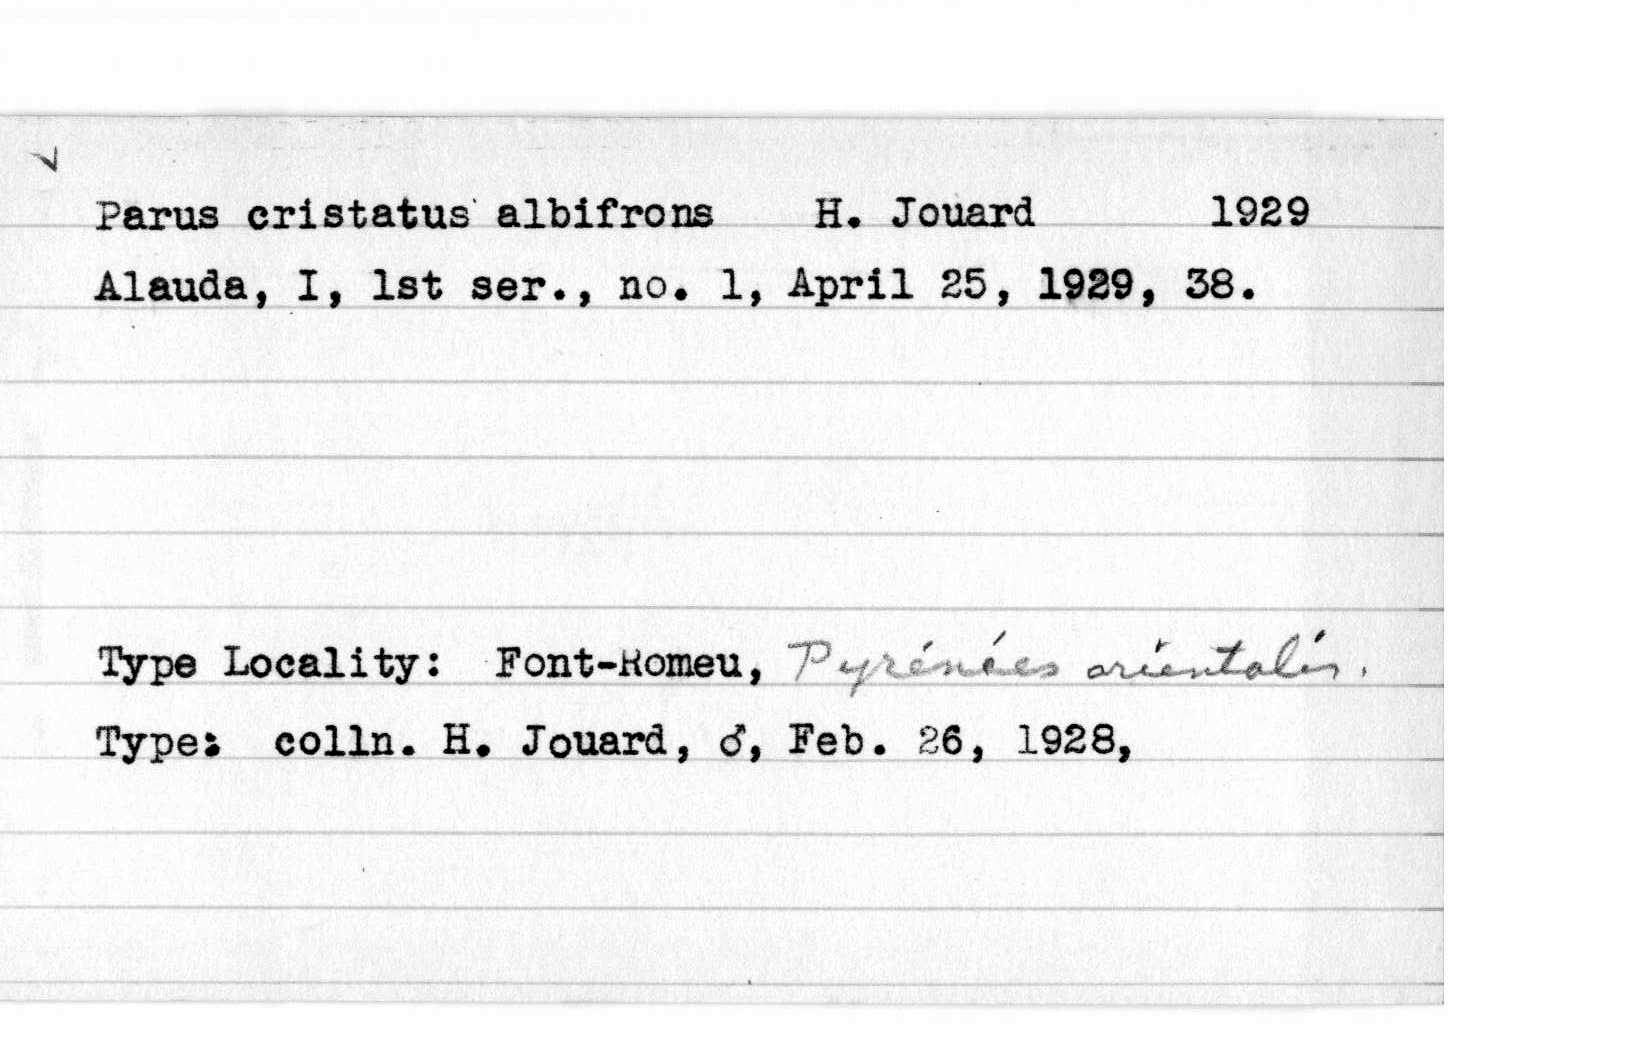 Parus cristatus albifrons H. Jouard 1929
Alauda, I, 1st ser., no. 1, April 25, 1929, 38.
Type Locality: Font-Romeu, Pyrénées orientalés.
Type: colln. H. Jouard, ♂, Feb. 26, 1928,